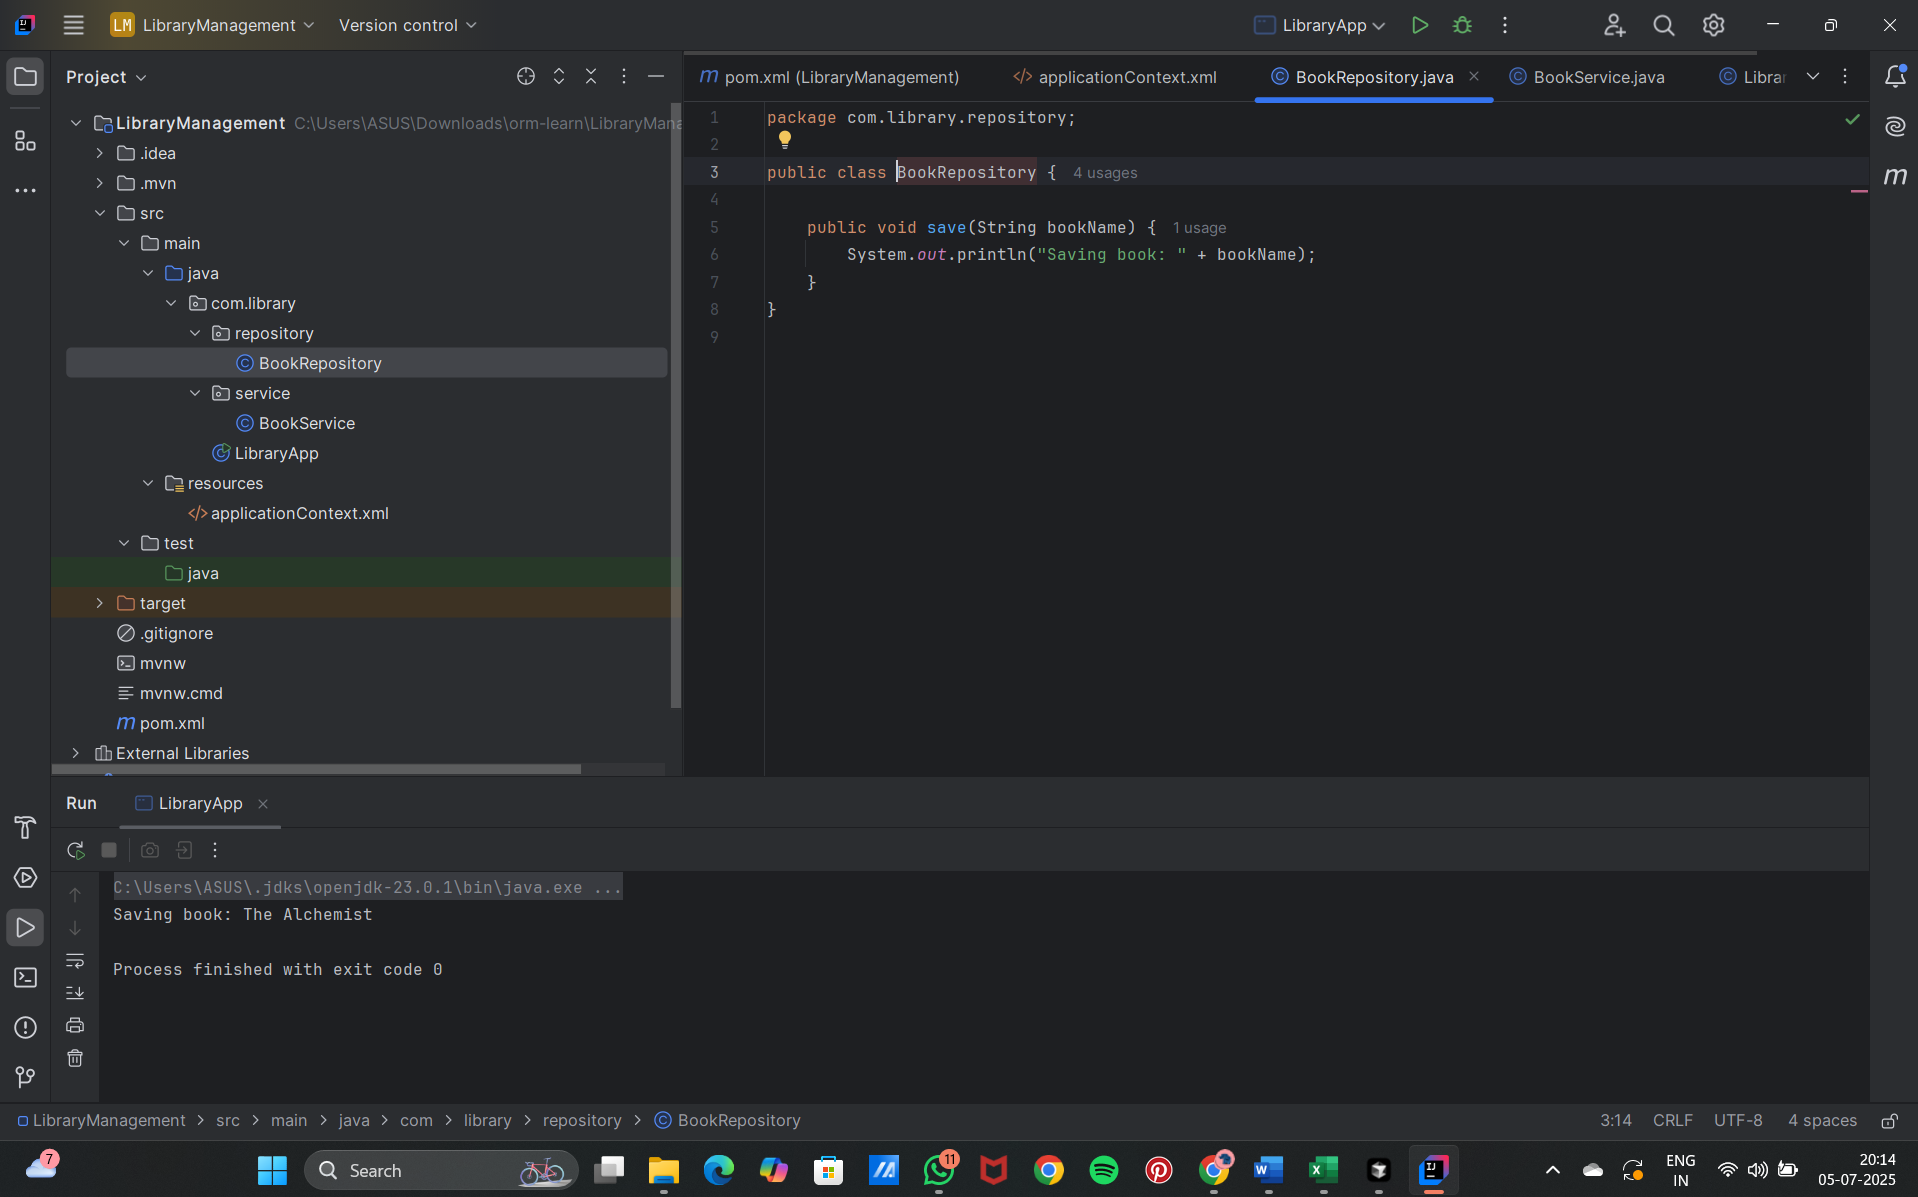 LM LibraryManagement Version control LibraryApp
Project
LibraryManagement C:\Users\ASUS\Downloads\orm-learn\LibraryMana
.idea
.mvn
src
main
java
com.library
repository
BookRepository
service
BookService
LibraryApp
resources
applicationContext.xml
test
java
target
.gitignore
mvnw
mvnw.cmd
m pom.xml
External Libraries
m pom.xml (LibraryManagement) </> applicationContext.xml BookRepository.java BookService.java Librar
1 package com.library.repository;
2
3 public class BookRepository { 4 usages
4
5 public void save(String bookName) { 1 usage
6 System.out.println("Saving book: " + bookName);
7 }
8 }
9
m
Run LibraryApp
C:\Users\ASUS\.jdks\openjdk-23.0.1\bin\java.exe ...
Saving book: The Alchemist
Process finished with exit code 0
LibraryManagement > src > main > java > com > library > repository > BookRepository 3:14 CRLF UTF-8 4 spaces
7 Search 11 ENG IN 20:14
05-07-2025